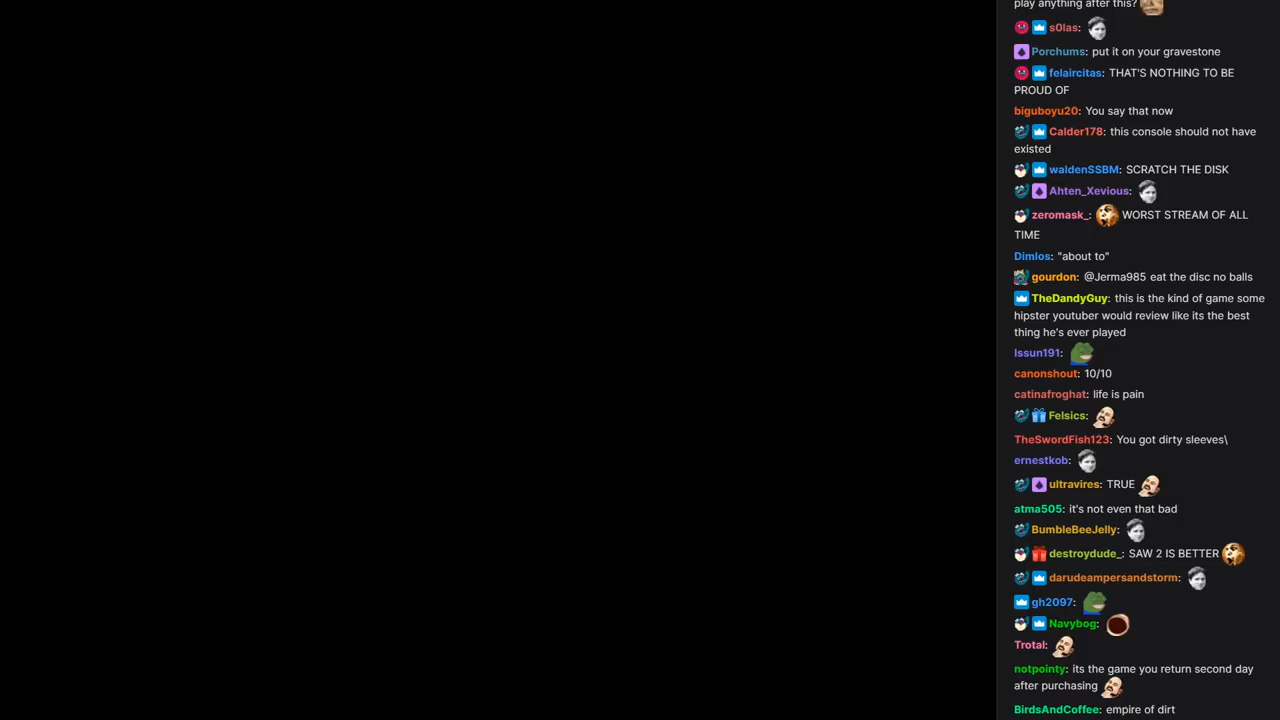 play anything after this?
s0las:
Porchums: put it on your gravestone
felaircitas: THAT'S NOTHING TO BE
PROUD OF
biguboyu20: You say that now
Calder178: this console should not have
existed
waldenSSBM: SCRATCH THE DISK
Ahten_Xevious:
zeromask_: WORST STREAM OF ALL
TIME
Dimlos: "about to"
gourdon: @Jerma985 eat the disc no balls
TheDandyGuy: this is the kind of game some
hipster youtuber would review like its the best
thing he's ever played
Issun191:
canonshout: 10/10
catinafroghat: life is pain
Felsics:
TheSwordFish123: You got dirty sleeves\
ernestkob:
ultravires: TRUE
atma505: it's not even that bad
BumbleBeeJelly:
destroydude_: SAW 2 IS BETTER
darudeampersandstorm:
gh2097:
Navybog:
Trotal:
notpointy: its the game you return second day
after purchasing
BirdsAndCoffee: empire of dirt